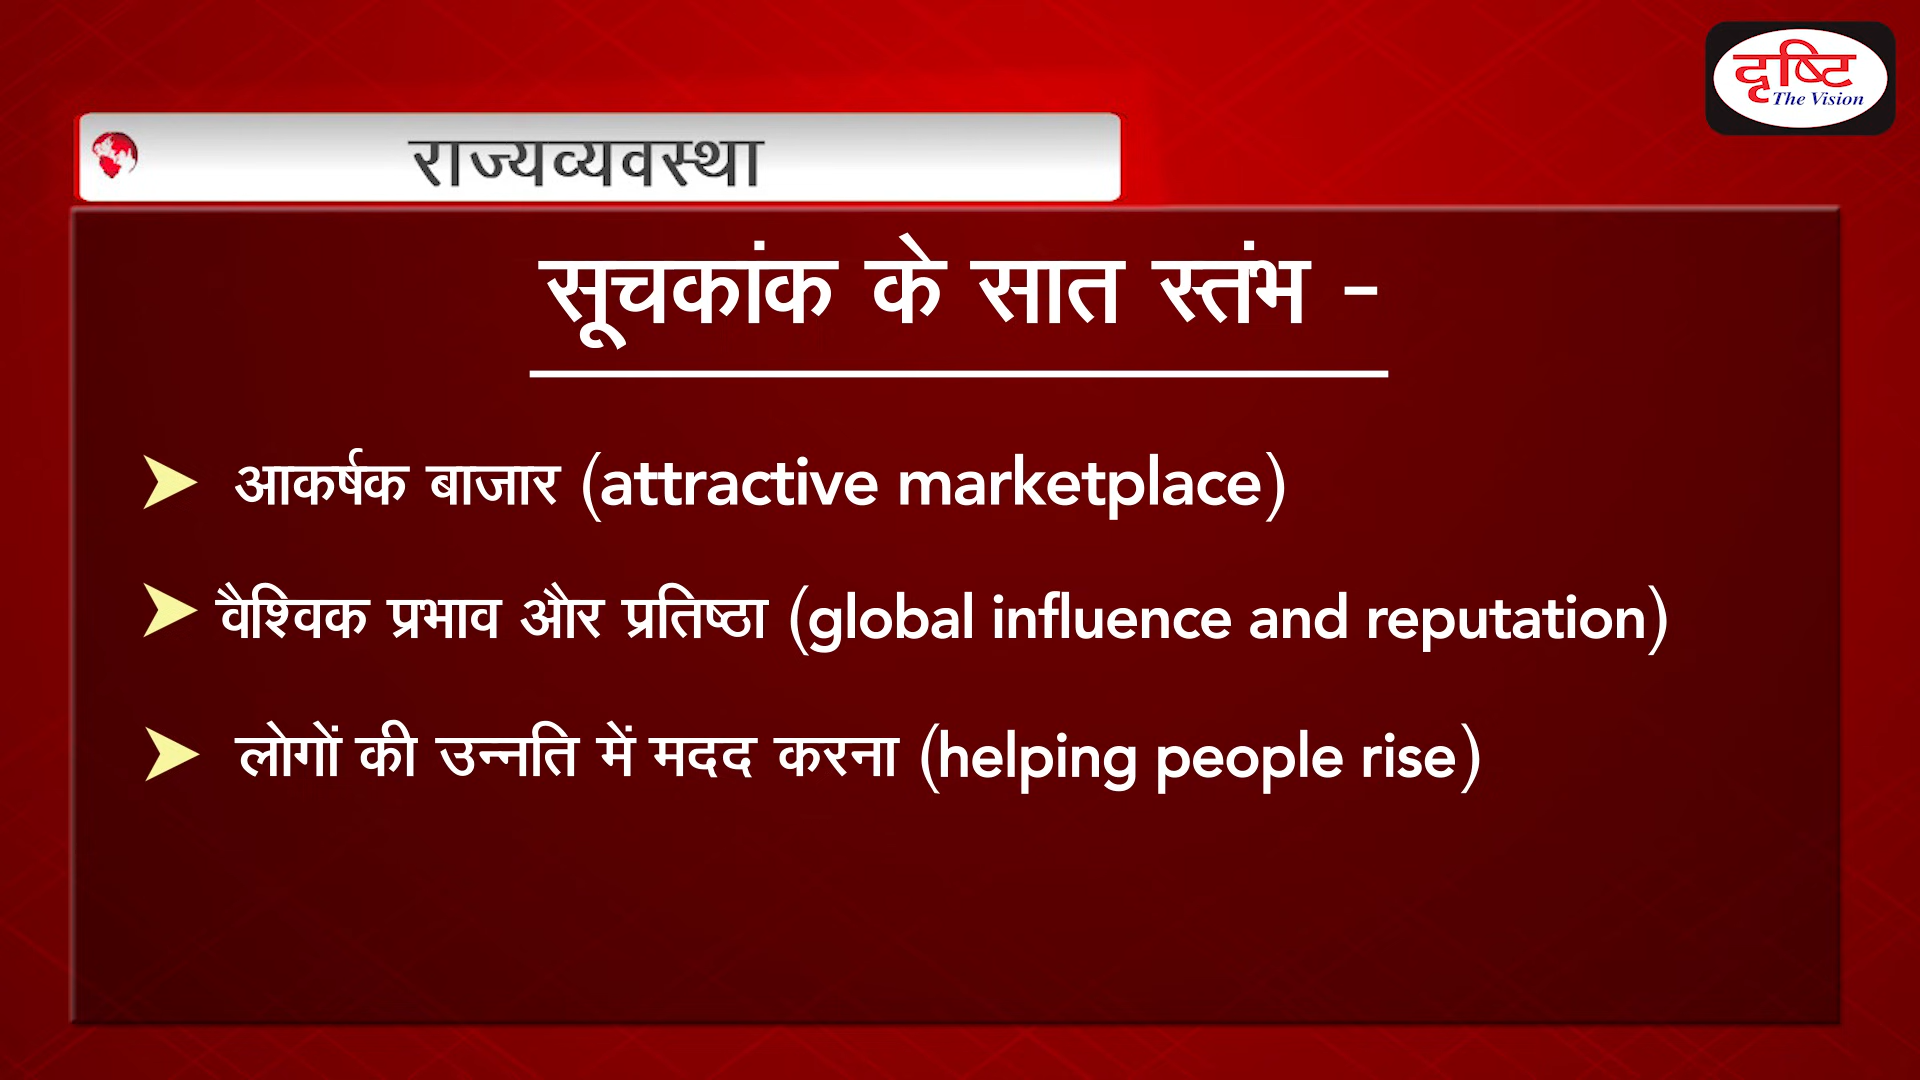 दृष्टि
The Vision
राज्यव्यवस्था
सूचकांक के सात स्तंभ -
➤ आकर्षक बाजार (attractive marketplace)
➤ वैश्विक प्रभाव और प्रतिष्ठा (global influence and reputation)
➤ लोगों की उन्नति में मदद करना (helping people rise)